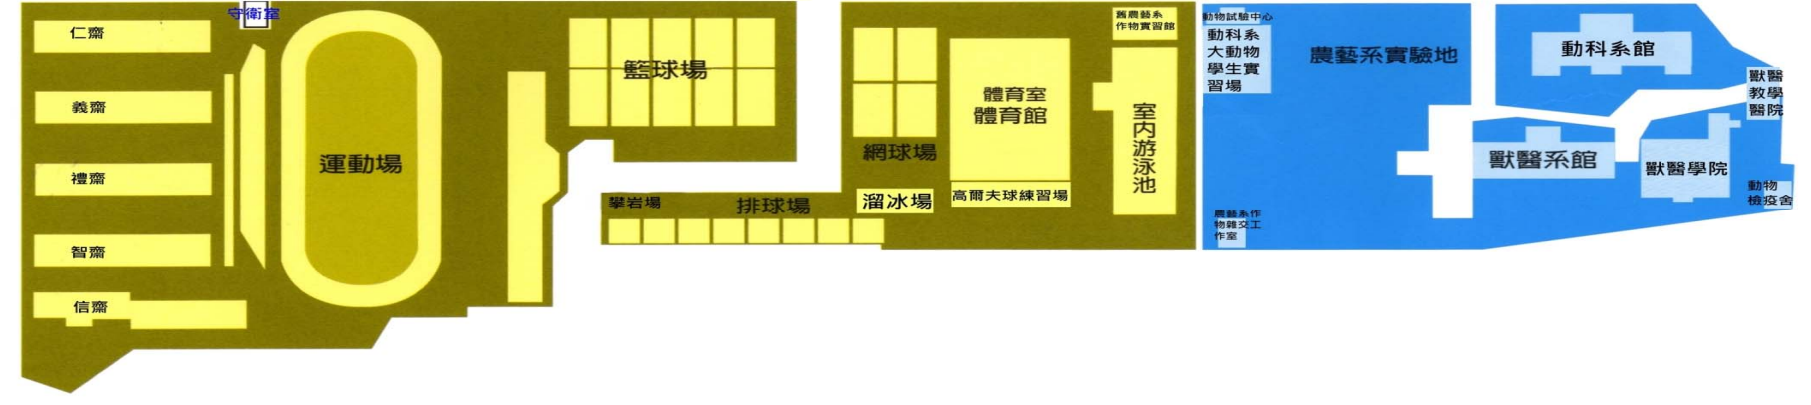 守衛室
仁齋
義齋
禮齋
智齋
信齋
運動場
籃球場
攀岩場
排球場
網球場
溜冰場
體育室
體育館
高爾夫球練習場
舊農藝系
作物實習館
室內游泳池
動物試驗中心
動科系
大動物
學生實
習場
農藝系作
物雜交工
作室
農藝系實驗地
動科系館
獸醫
教學
醫院
獸醫系館
獸醫學院
動物
檢疫舍